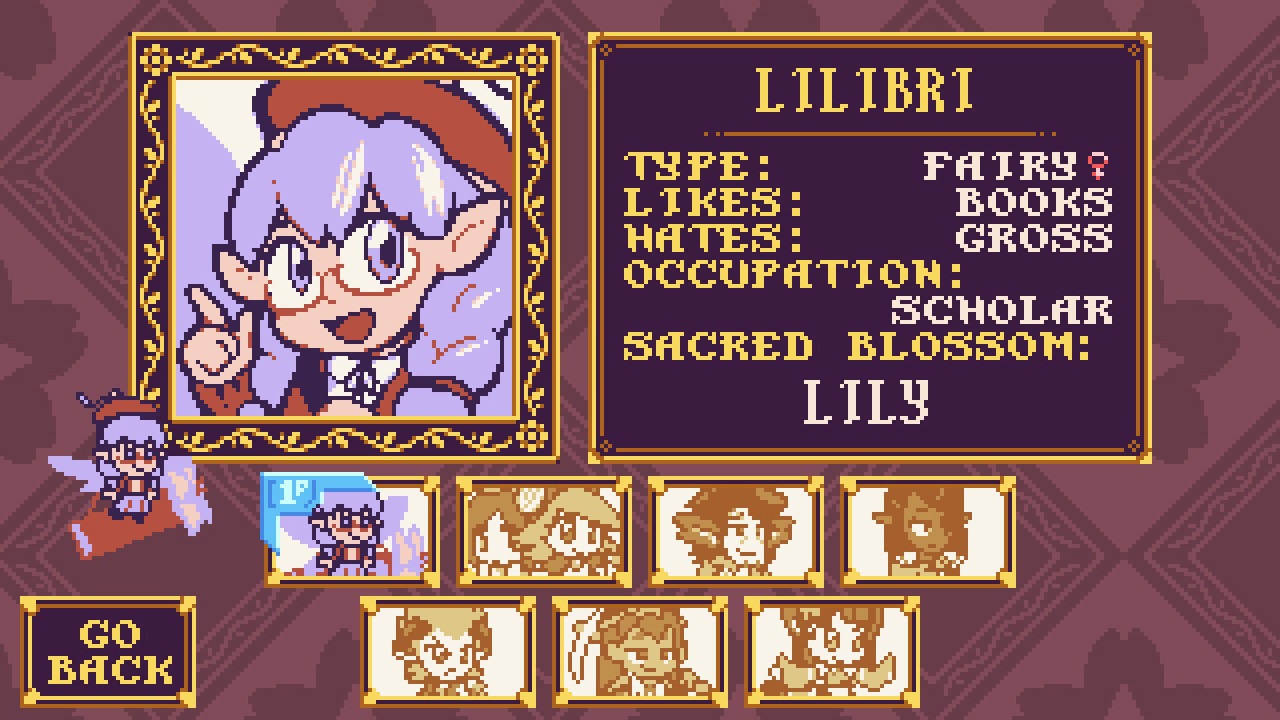 LILIBRI
TYPE: FAIRY♀
LIKES: BOOKS
HATES: GROSS
OCCUPATION:
SCHOLAR
SACRED BLOSSOM:
LILY
1P
GO
BACK